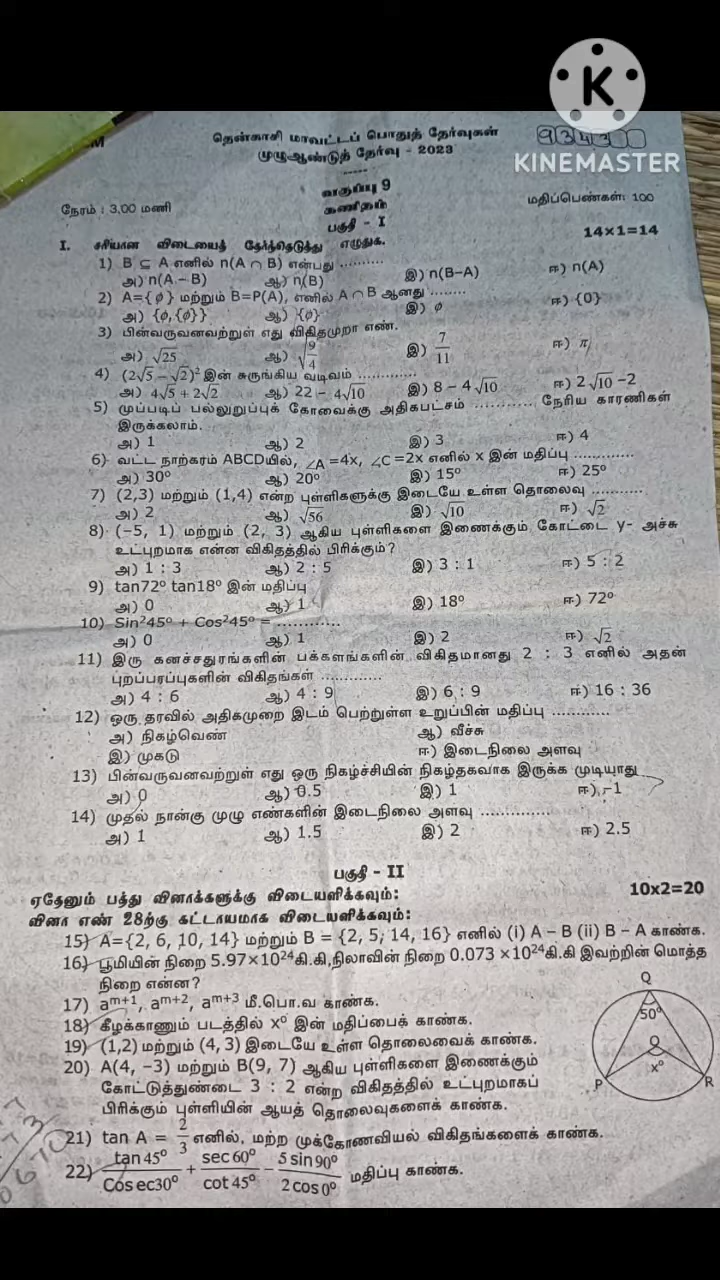 K
KINEMASTER
M
தென்காசி மாவட்டப் பொதுத் தேர்வுகள்
முழுஆண்டுத் தேர்வு - 2023
வகுப்பு 9
நேரம் : 3.00 மணி கணிதம் மதிப்பெண்கள்: 100
பகுதி - I
I. சரியான விடையைத் தேர்ந்தெடுத்து எழுதுக. 14×1=14
1) B ⊆ A எனில் n(A ∩ B) என்பது ..........
அ) n(A – B) ஆ) n(B) இ) n(B–A) ஈ) n(A)
2) A={ϕ} மற்றும் B=P(A), எனில் A ∩ B ஆனது ........
அ) {ϕ,{ϕ}} ஆ) {ϕ} இ) ϕ ஈ) {0}
3) பின்வருவனவற்றுள் எது விகிதமுறா எண்.
அ) √25 ஆ) √9/4 இ) 7/11 ஈ) π
4) (2√5 – √2)² இன் சுருங்கிய வடிவம் .............
அ) 4√5 + 2√2 ஆ) 22 – 4√10 இ) 8 – 4√10 ஈ) 2√10 –2
5) முப்படிப் பல்லுறுப்புக் கோவைக்கு அதிகபட்சம் ............ நேரிய காரணிகள்
இருக்கலாம்.
அ) 1 ஆ) 2 இ) 3 ஈ) 4
6) வட்ட நாற்கரம் ABCDயில், ∠A =4x, ∠C =2x எனில் x இன் மதிப்பு .............
அ) 30° ஆ) 20° இ) 15° ஈ) 25°
7) (2,3) மற்றும் (1,4) என்ற புள்ளிகளுக்கு இடையே உள்ள தொலைவு ...........
அ) 2 ஆ) √56 இ) √10 ஈ) √2
8) (–5, 1) மற்றும் (2, 3) ஆகிய புள்ளிகளை இணைக்கும் கோட்டை y- அச்சு
உட்புறமாக என்ன விகிதத்தில் பிரிக்கும்?
அ) 1 : 3 ஆ) 2 : 5 இ) 3 : 1 ஈ) 5 : 2
9) tan72° tan18° இன் மதிப்பு
அ) 0 ஆ) 1 இ) 18° ஈ) 72°
10) Sin²45° + Cos²45° = ............
அ) 0 ஆ) 1 இ) 2 ஈ) √2
11) இரு கனச்சதுரங்களின் பக்களங்களின் விகிதமானது 2 : 3 எனில் அதன்
புறப்பரப்புகளின் விகிதங்கள் ............
அ) 4 : 6 ஆ) 4 : 9 இ) 6 : 9 ஈ) 16 : 36
12) ஒரு தரவில் அதிகமுறை இடம் பெற்றுள்ள உறுப்பின் மதிப்பு ...........
அ) நிகழ்வெண் ஆ) வீச்சு
இ) முகடு ஈ) இடைநிலை அளவு
13) பின்வருவனவற்றுள் எது ஒரு நிகழ்ச்சியின் நிகழ்தகவாக இருக்க முடியாது
அ) 0 ஆ) 0.5 இ) 1 ஈ) –1
14) முதல் நான்கு முழு எண்களின் இடைநிலை அளவு ..............
அ) 1 ஆ) 1.5 இ) 2 ஈ) 2.5
பகுதி - II
ஏதேனும் பத்து வினாக்களுக்கு விடையளிக்கவும்: 10x2=20
வினா எண் 28ற்கு கட்டாயமாக விடையளிக்கவும்:
15) A={2, 6, 10, 14} மற்றும் B = {2, 5, 14, 16} எனில் (i) A – B (ii) B – A காண்க.
16) பூமியின் நிறை 5.97×10²⁴கி.கி,நிலாவின் நிறை 0.073 ×10²⁴கி.கி இவற்றின் மொத்த
நிறை என்ன?
17) aᵐ⁺¹, aᵐ⁺², aᵐ⁺³ மீ.பொ.வ காண்க.
18) கீழக்காணும் படத்தில் x° இன் மதிப்பைக் காண்க.
19) (1,2) மற்றும் (4, 3) இடையே உள்ள தொலைவைக் காண்க.
20) A(4, –3) மற்றும் B(9, 7) ஆகிய புள்ளிகளை இணைக்கும்
கோட்டுத்துண்டை 3 : 2 என்ற விகிதத்தில் உட்புறமாகப்
பிரிக்கும் புள்ளியின் ஆயத் தொலைவுகளைக் காண்க.
Q
50°
O
x°
P R
21) tan A = 2/3 எனில், மற்ற முக்கோணவியல் விகிதங்களைக் காண்க.
22) tan 45°/Cosec30° + sec 60°/cot 45° – 5 sin 90°/2 cos 0° மதிப்பு காண்க.